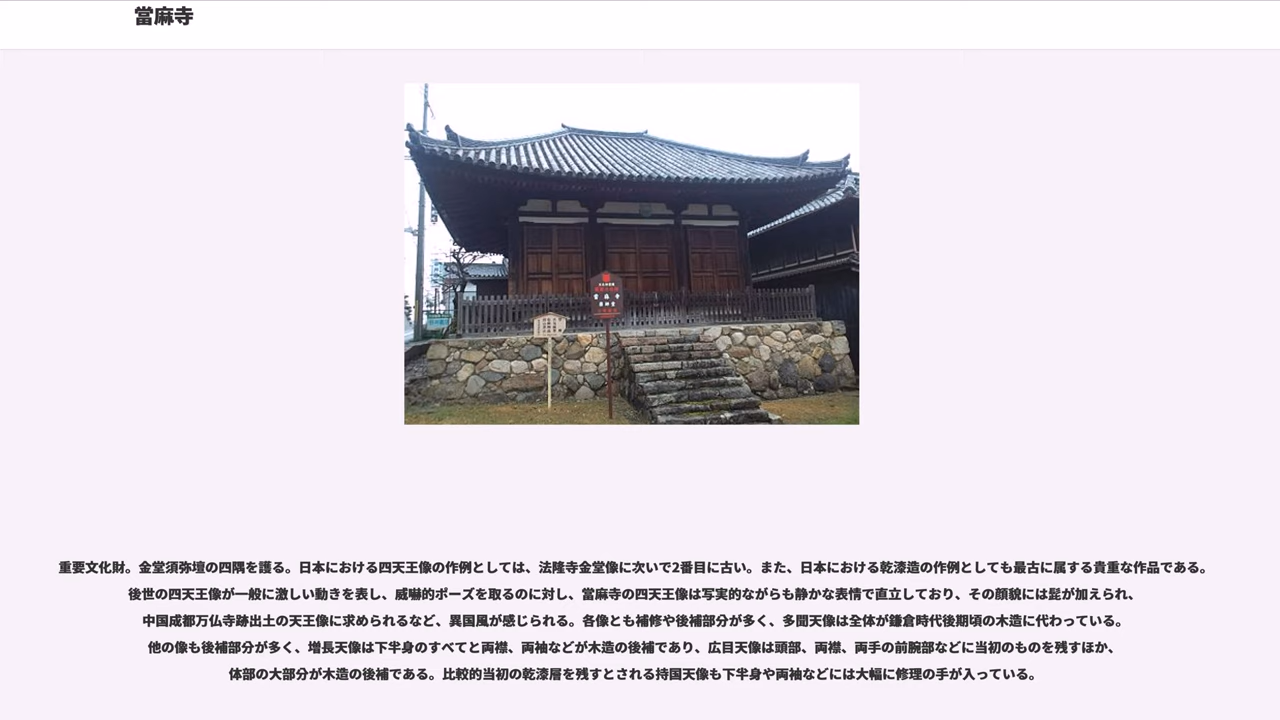 當麻寺
當麻寺
重要文化財。金堂須弥壇の四隅を護る。日本における四天王像の作例としては、法隆寺金堂像に次いで2番目に古い。また、日本における乾漆造の作例としても最古に属する貴重な作品である。
後世の四天王像が一般に激しい動きを表し、威嚇的ポーズを取るのに対し、當麻寺の四天王像は写実的ながらも静かな表情で直立しており、その顔貌には髭が加えられ、
中国成都万仏寺跡出土の天王像に求められるなど、異国風が感じられる。各像とも補修や後補部分が多く、多聞天像は全体が鎌倉時代後期頃の木造に代わっている。
他の像も後補部分が多く、増長天像は下半身のすべてと両襟、両袖などが木造の後補であり、広目天像は頭部、両襟、両手の前腕部などに当初のものを残すほか、
体部の大部分が木造の後補である。比較的当初の乾漆層を残すとされる持国天像も下半身や両袖などには大幅に修理の手が入っている。